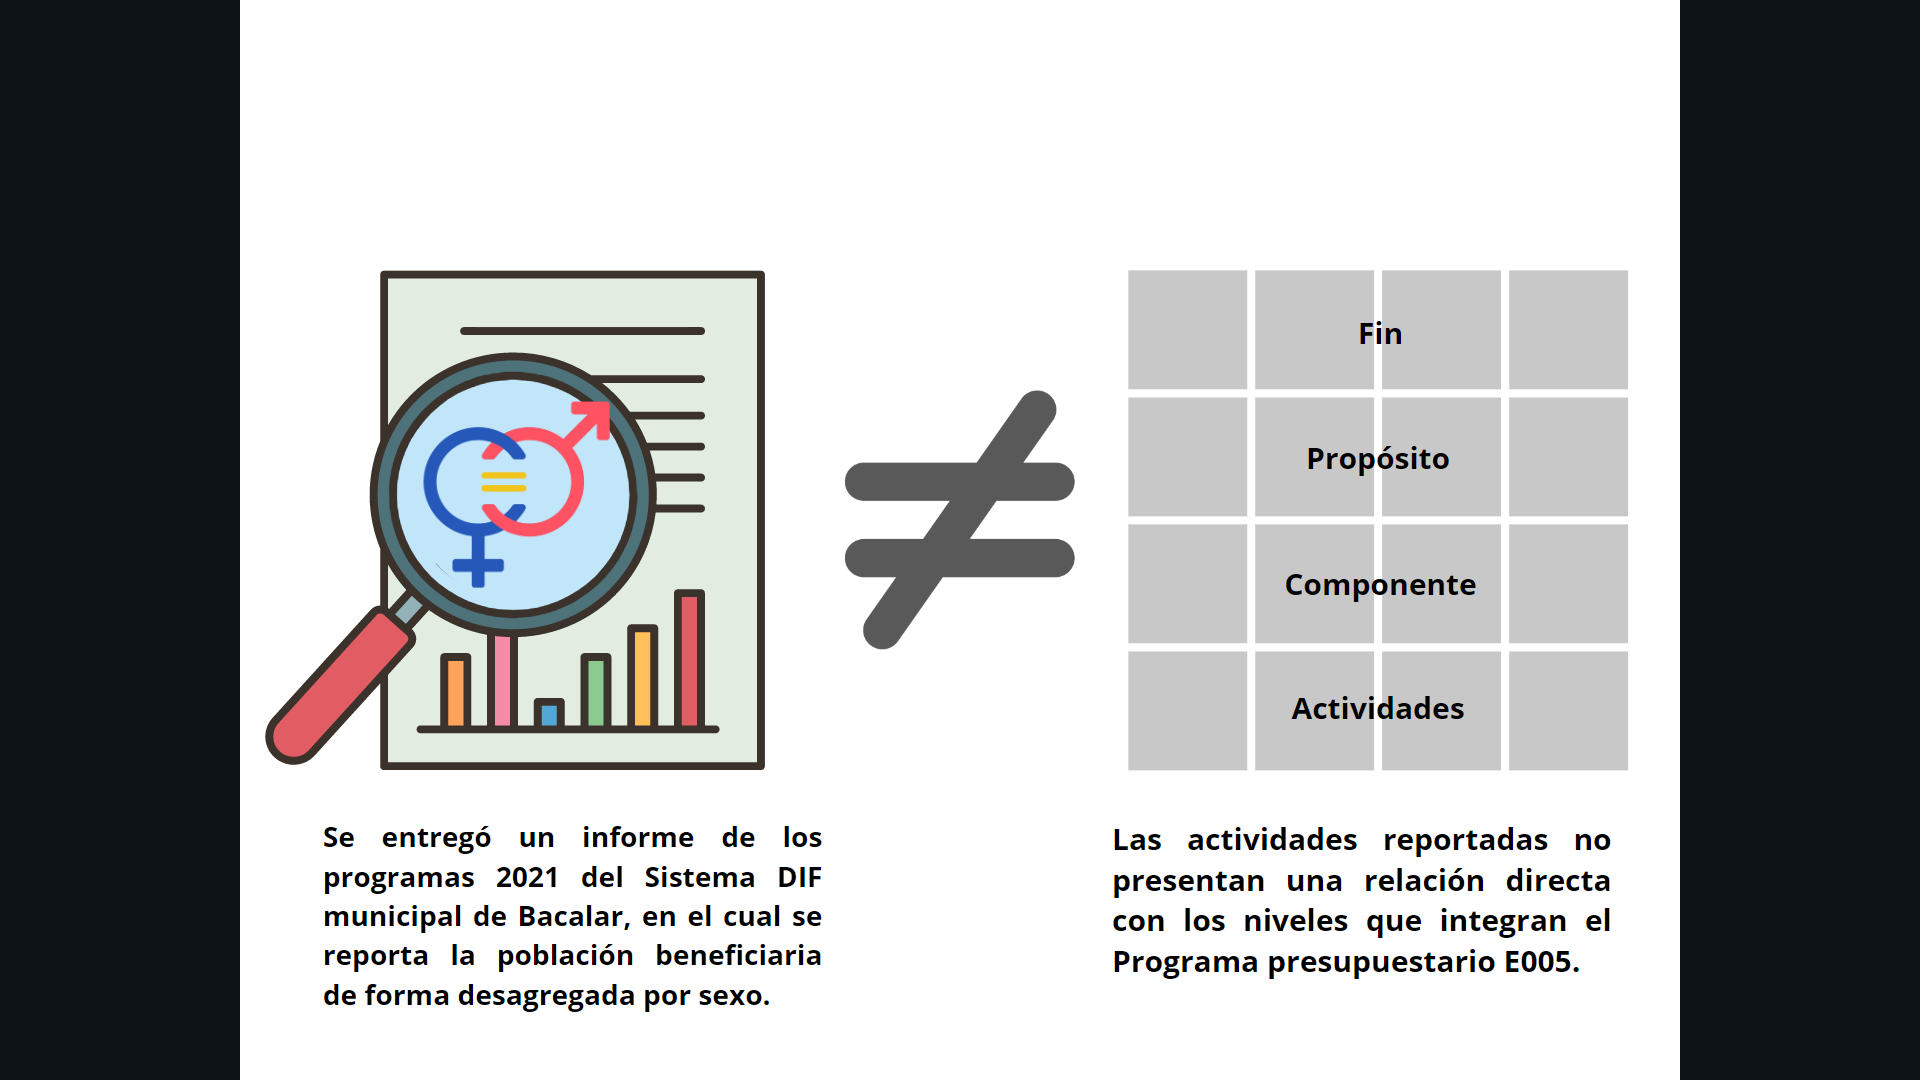 Fin
Propósito
Componente
Actividades
Se entregó un informe de los
programas 2021 del Sistema DIF
municipal de Bacalar, en el cual se
reporta la población beneficiaria
de forma desagregada por sexo.
Las actividades reportadas no
presentan una relación directa
con los niveles que integran el
Programa presupuestario E005.